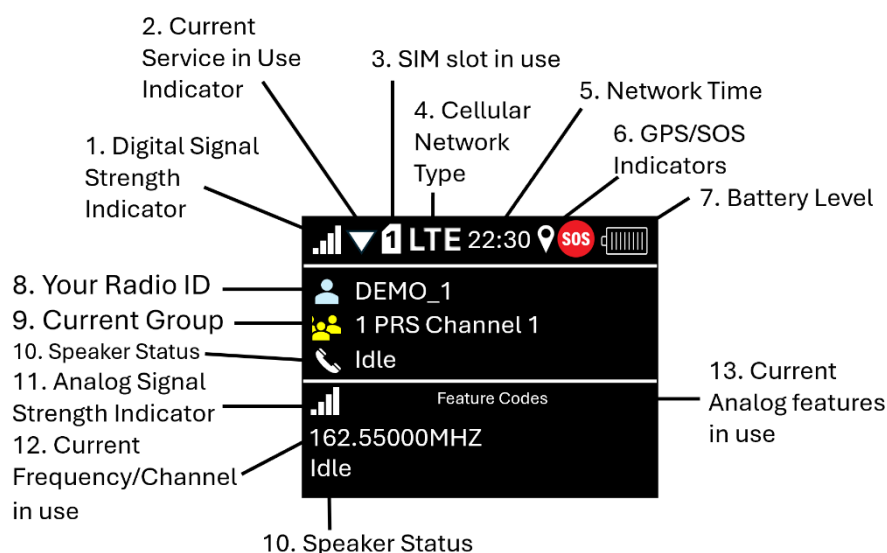 2. Current
Service in Use
Indicator
3. SIM slot in use
4. Cellular
Network
Type
5. Network Time
6. GPS/SOS
Indicators
1. Digital Signal
Strength
Indicator
7. Battery Level
1 LTE 22:30 SOS
8. Your Radio ID
DEMO_1
9. Current Group
1 PRS Channel 1
10. Speaker Status
Idle
11. Analog Signal
Strength Indicator
Feature Codes
13. Current
Analog features
in use
12. Current
Frequency/Channel
in use
162.55000MHZ
Idle
10. Speaker Status